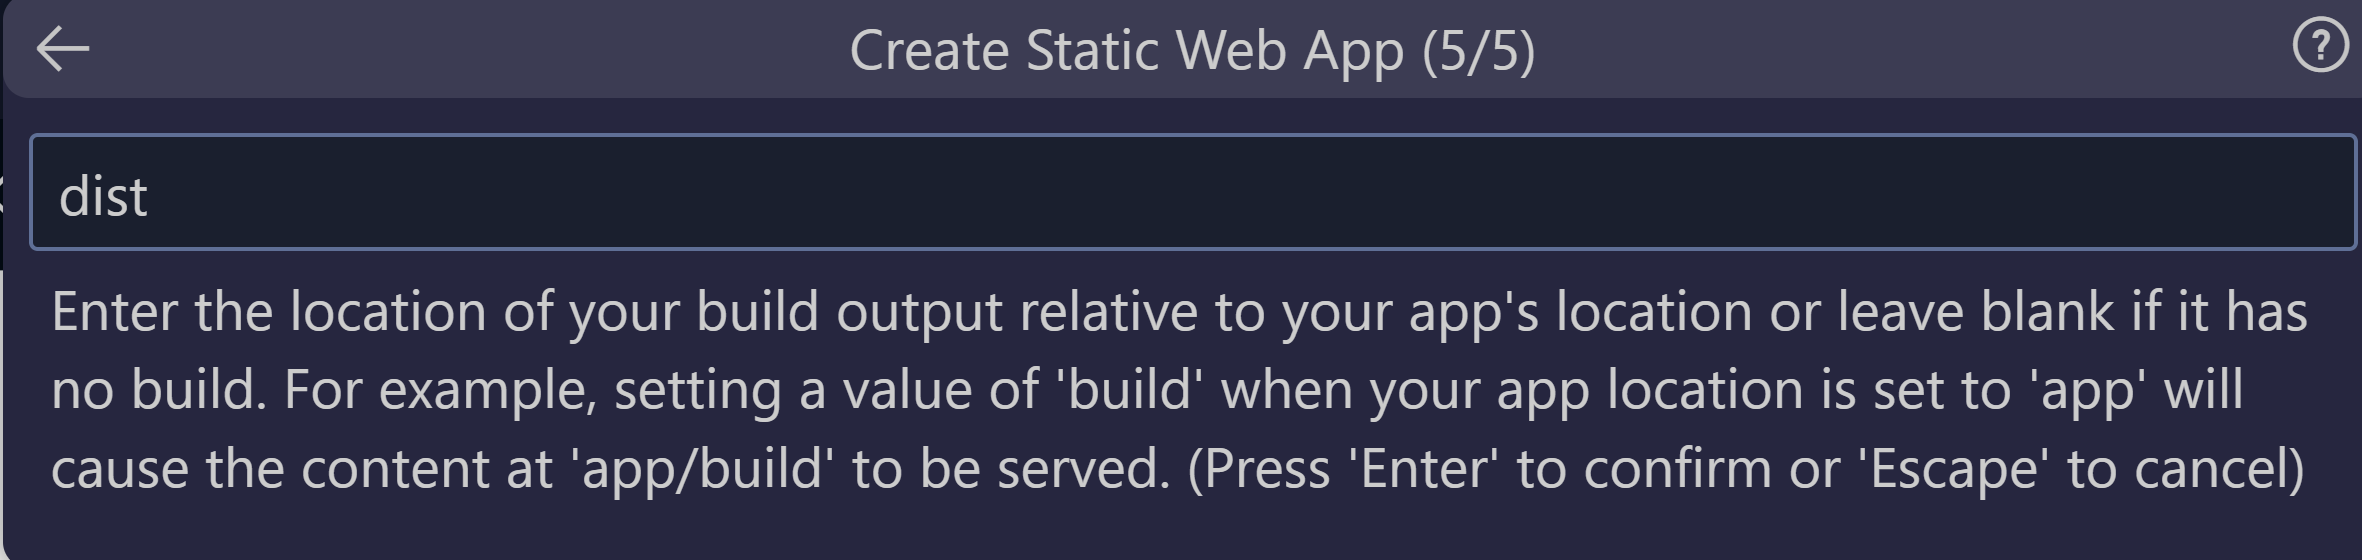 Create Static Web App (5/5)
dist
Enter the location of your build output relative to your app's location or leave blank if it has
no build. For example, setting a value of 'build' when your app location is set to 'app' will
cause the content at 'app/build' to be served. (Press 'Enter' to confirm or 'Escape' to cancel)